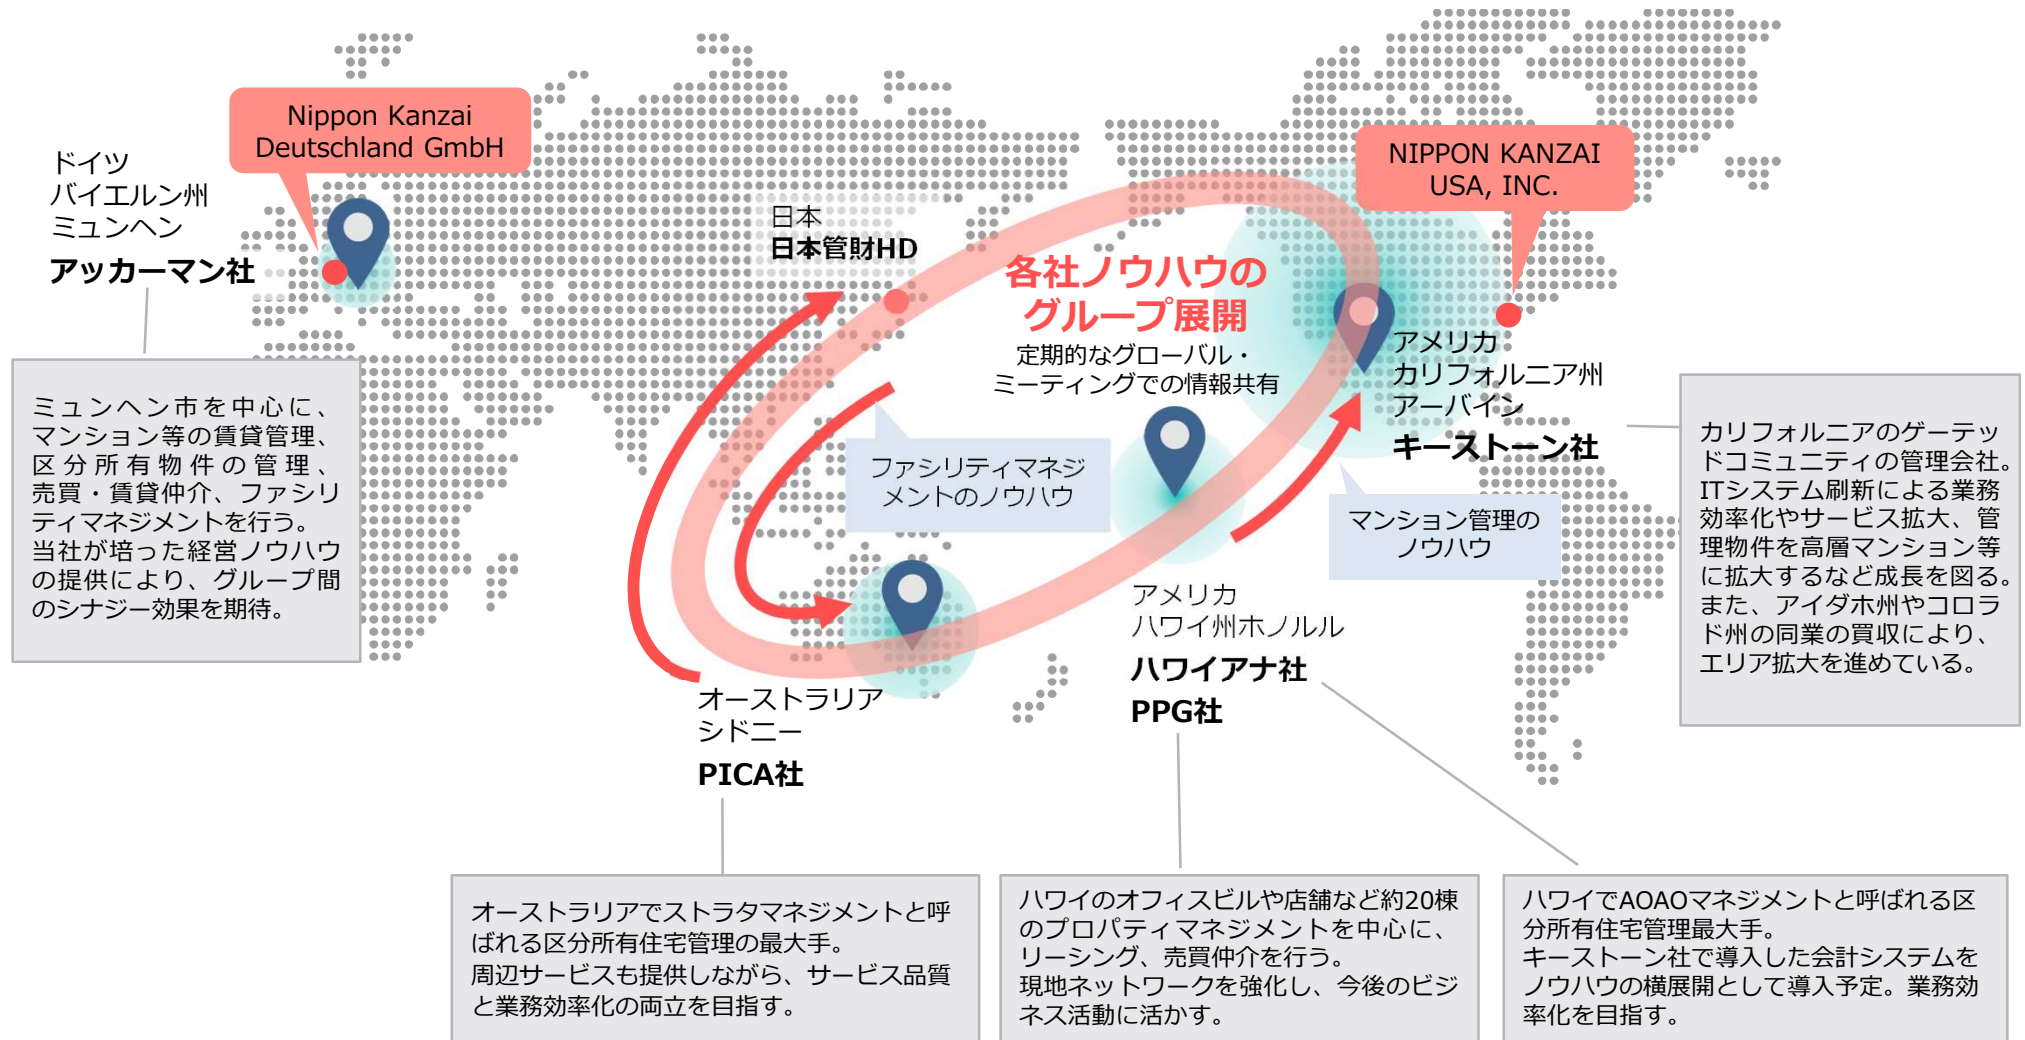 Nippon Kanzai
Deutschland GmbH
ドイツ
バイエルン州
ミュンヘン
アッカーマン社
ミュンヘン市を中心に、
マンション等の賃貸管理、
区分所有物件の管理、
売買・賃貸仲介、ファシリ
ティマネジメントを行う。
当社が培った経営ノウハウ
の提供により、グループ間
のシナジー効果を期待。
日本
日本管財HD
各社ノウハウの
グループ展開
定期的なグローバル・
ミーティングでの情報共有
ファシリティマネジ
メントのノウハウ
NIPPON KANZAI
USA, INC.
アメリカ
カリフォルニア州
アーバイン
キーストーン社
マンション管理の
ノウハウ
カリフォルニアのゲーテッ
ドコミュニティの管理会社。
ITシステム刷新による業務
効率化やサービス拡大、管
理物件を高層マンション等
に拡大するなど成長を図る。
また、アイダホ州やコロラ
ド州の同業の買収により、
エリア拡大を進めている。
アメリカ
ハワイ州ホノルル
ハワイアナ社
PPG社
オーストラリア
シドニー
PICA社
オーストラリアでストラタマネジメントと呼
ばれる区分所有住宅管理の最大手。
周辺サービスも提供しながら、サービス品質
と業務効率化の両立を目指す。
ハワイのオフィスビルや店舗など約20棟
のプロパティマネジメントを中心に、
リーシング、売買仲介を行う。
現地ネットワークを強化し、今後のビジ
ネス活動に活かす。
ハワイでAOAOマネジメントと呼ばれる区
分所有住宅管理最大手。
キーストーン社で導入した会計システムを
ノウハウの横展開として導入予定。業務効
率化を目指す。